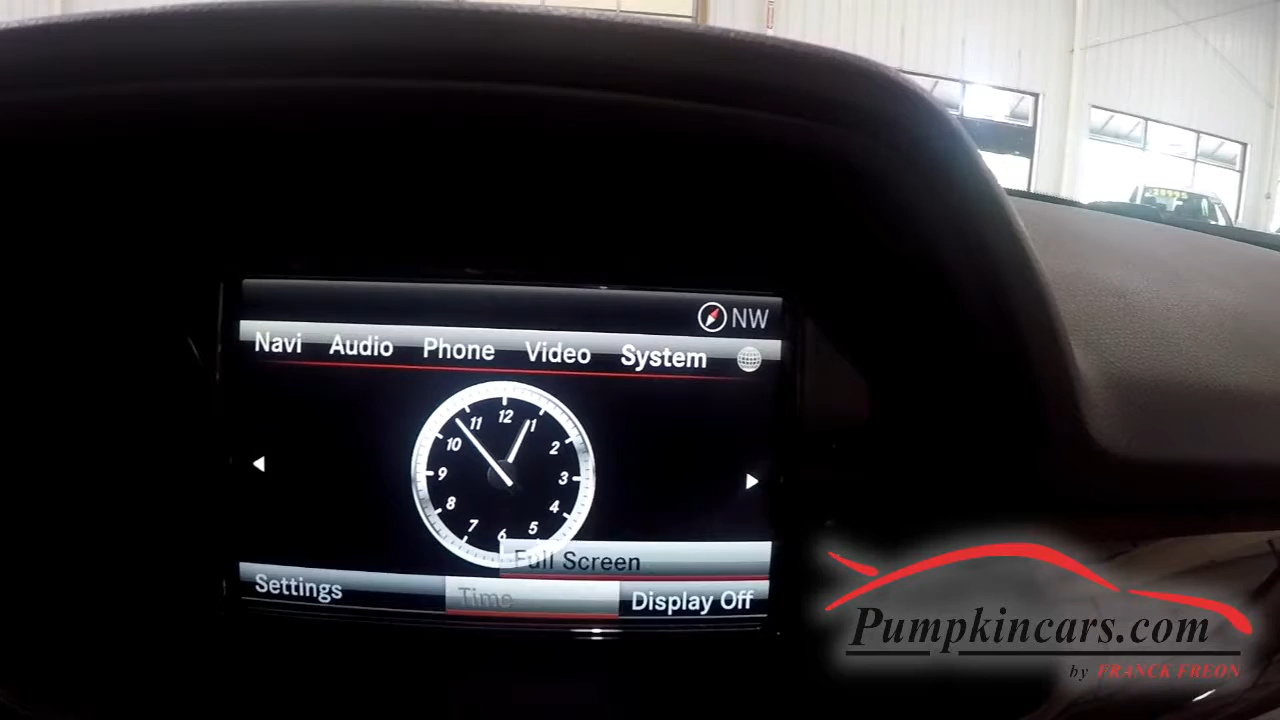 NW
Navi Audio Phone Video System
12
11 1
10 2
9 3
8 4
7 5
6
Full Screen
Settings Time Display Off
Pumpkincars.com
by FRANCK FREON